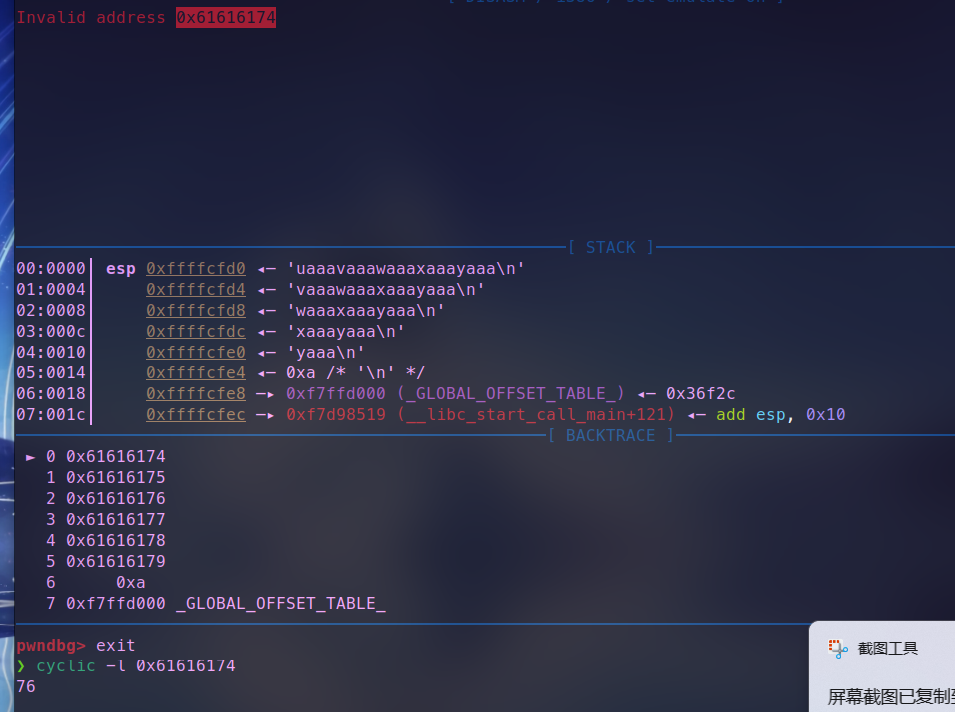 Invalid address 0x61616174
[ STACK ]
00:0000│ esp 0xffffcfd0 ◂— 'uaaavaaawaaaxaaayaaa\n'
01:0004│     0xffffcfd4 ◂— 'vaaawaaaxaaayaaa\n'
02:0008│     0xffffcfd8 ◂— 'waaaxaaayaaa\n'
03:000c│     0xffffcfdc ◂— 'xaaayaaa\n'
04:0010│     0xffffcfe0 ◂— 'yaaa\n'
05:0014│     0xffffcfe4 ◂— 0xa /* '\n' */
06:0018│     0xffffcfe8 —▸ 0xf7ffd000 (_GLOBAL_OFFSET_TABLE_) ◂— 0x36f2c
07:001c│     0xffffcfec —▸ 0xf7d98519 (__libc_start_call_main+121) ◂— add esp, 0x10
[ BACKTRACE ]
► 0 0x61616174
1 0x61616175
2 0x61616176
3 0x61616177
4 0x61616178
5 0x61616179
6 0xa
7 0xf7ffd000 _GLOBAL_OFFSET_TABLE_
pwndbg> exit
❯ cyclic -l 0x61616174
76
截图工具
屏幕截图已复制到